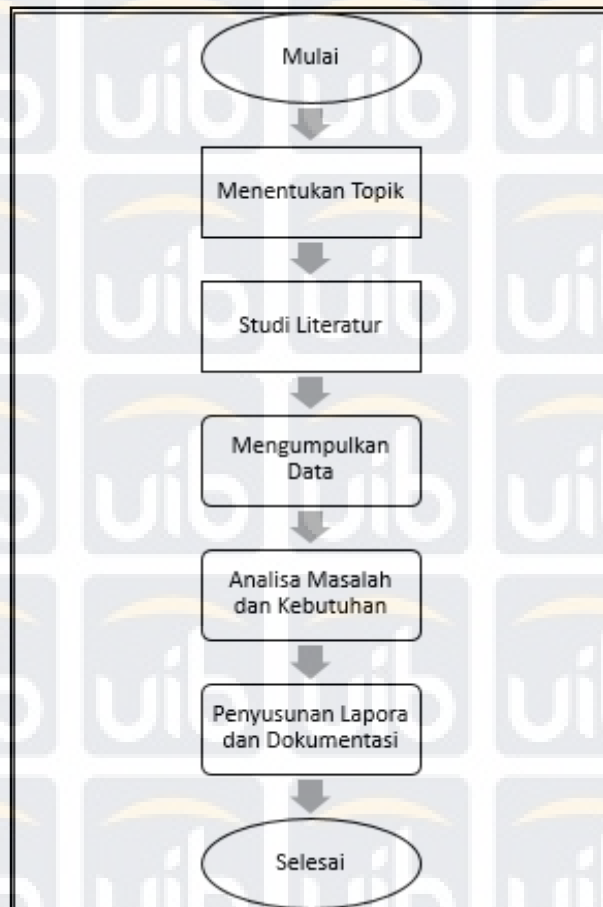 Mulai
Menentukan Topik
Studi Literatur
Mengumpulkan
Data
Analisa Masalah
dan Kebutuhan
Penyusunan Lapora
dan Dokumentasi
Selesai